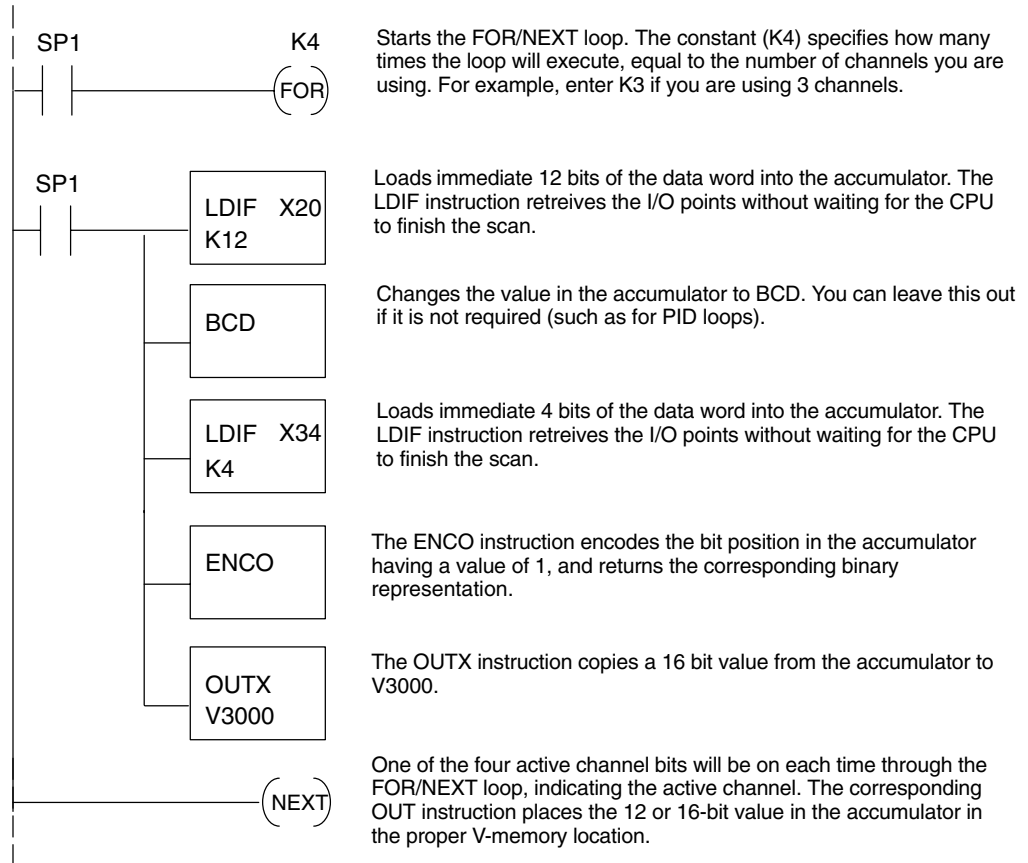 SP1 K4
FOR
Starts the FOR/NEXT loop. The constant (K4) specifies how many
times the loop will execute, equal to the number of channels you are
using. For example, enter K3 if you are using 3 channels.
SP1
LDIF X20
K12
Loads immediate 12 bits of the data word into the accumulator. The
LDIF instruction retreives the I/O points without waiting for the CPU
to finish the scan.
BCD
Changes the value in the accumulator to BCD. You can leave this out
if it is not required (such as for PID loops).
LDIF X34
K4
Loads immediate 4 bits of the data word into the accumulator. The
LDIF instruction retreives the I/O points without waiting for the CPU
to finish the scan.
ENCO
The ENCO instruction encodes the bit position in the accumulator
having a value of 1, and returns the corresponding binary
representation.
OUTX
V3000
The OUTX instruction copies a 16 bit value from the accumulator to
V3000.
NEXT
One of the four active channel bits will be on each time through the
FOR/NEXT loop, indicating the active channel. The corresponding
OUT instruction places the 12 or 16-bit value in the accumulator in
the proper V-memory location.